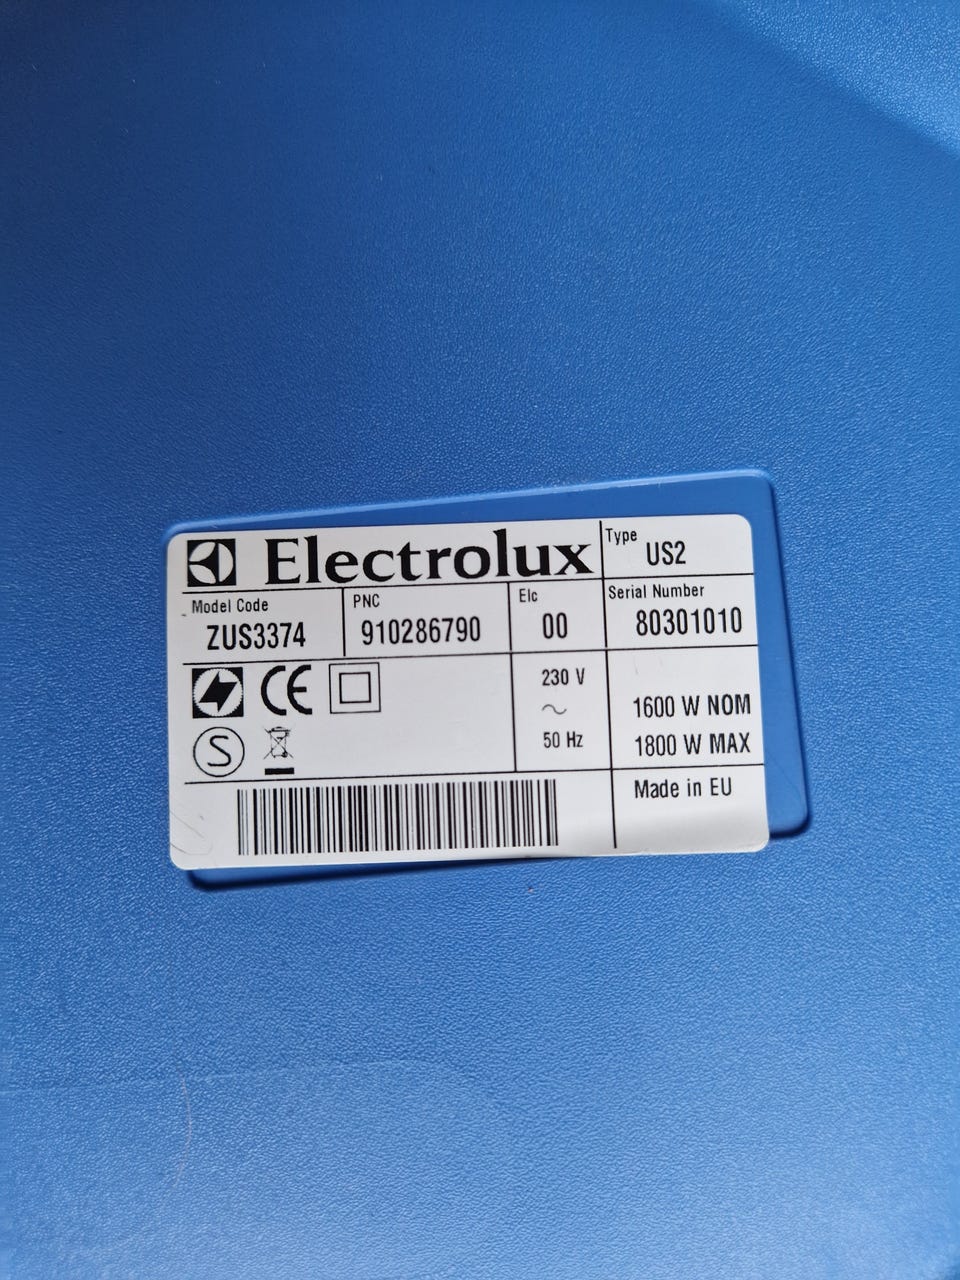 Electrolux
Type US2
Model Code ZUS3374
PNC 910286790
Elc 00
Serial Number 80301010
CE
S
230 V
~
50 Hz
1600 W NOM
1800 W MAX
Made in EU